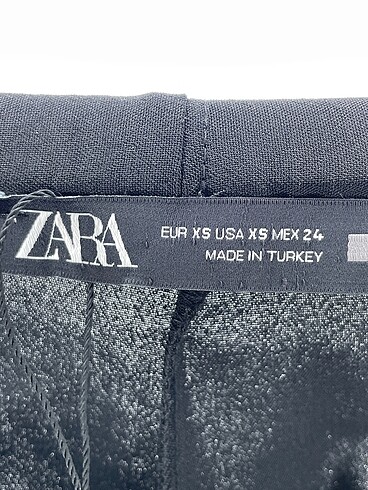 ZARA
EUR XS USA XS MEX 24
MADE IN TURKEY